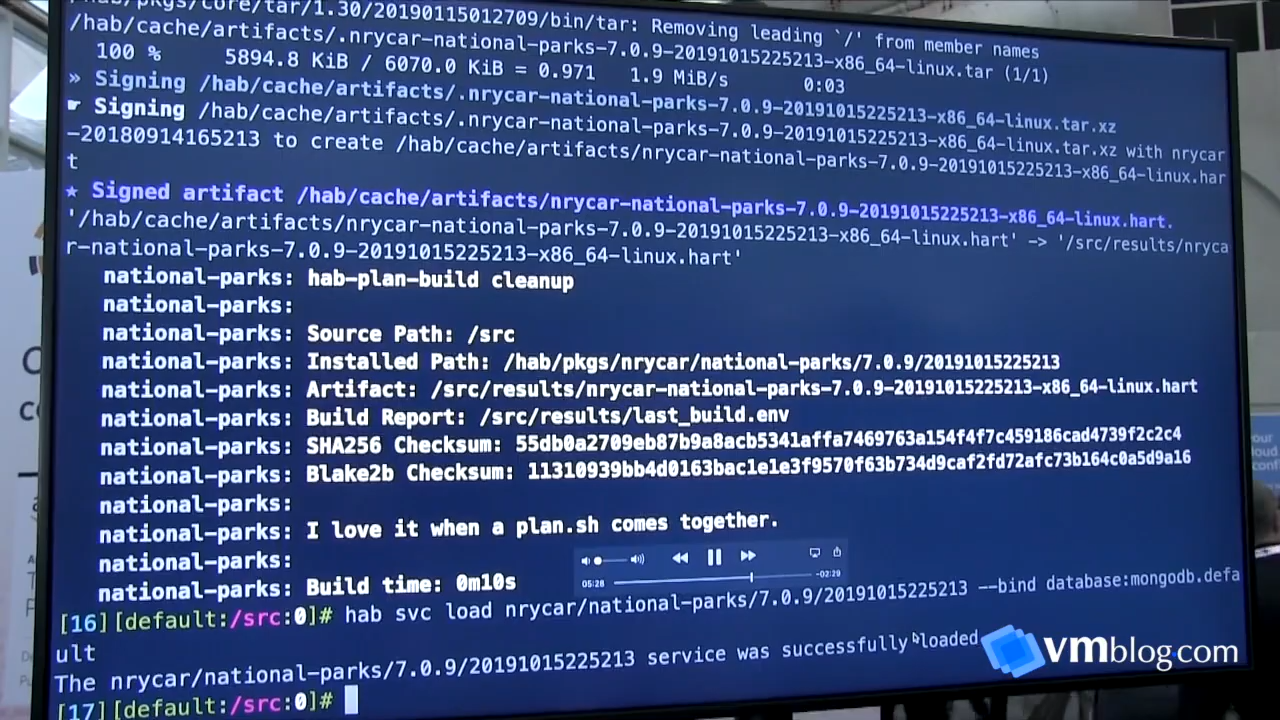 /hab/pkgs/core/tar/1.30/20190115012709/bin/tar: Removing leading `/' from member names
/hab/cache/artifacts/.nrycar-national-parks-7.0.9-20191015225213-x86_64-linux.tar (1/1)
100 % 5894.8 KiB / 6070.0 KiB = 0.971 1.9 MiB/s 0:03
» Signing /hab/cache/artifacts/.nrycar-national-parks-7.0.9-20191015225213-x86_64-linux.tar.xz
☛ Signing /hab/cache/artifacts/.nrycar-national-parks-7.0.9-20191015225213-x86_64-linux.tar.xz with nrycar
-20180914165213 to create /hab/cache/artifacts/nrycar-national-parks-7.0.9-20191015225213-x86_64-linux.har
t
★ Signed artifact /hab/cache/artifacts/nrycar-national-parks-7.0.9-20191015225213-x86_64-linux.hart.
'/hab/cache/artifacts/nrycar-national-parks-7.0.9-20191015225213-x86_64-linux.hart' -> '/src/results/nryca
r-national-parks-7.0.9-20191015225213-x86_64-linux.hart'
national-parks: hab-plan-build cleanup
national-parks:
national-parks: Source Path: /src
national-parks: Installed Path: /hab/pkgs/nrycar/national-parks/7.0.9/20191015225213
national-parks: Artifact: /src/results/nrycar-national-parks-7.0.9-20191015225213-x86_64-linux.hart
national-parks: Build Report: /src/results/last_build.env
national-parks: SHA256 Checksum: 55db0a2709eb87b9a8acb5341affa7469763a154f4f7c459186cad4739f2c2c4
national-parks: Blake2b Checksum: 11310939bb4d0163bac1e1e3f9570f63b734d9caf2fd72afc73b164c0a5d9a16
national-parks:
national-parks: I love it when a plan.sh comes together.
national-parks:
national-parks: Build time: 0m10s
05:28 -02:29
[16][default:/src:0]# hab svc load nrycar/national-parks/7.0.9/20191015225213 --bind database:mongodb.defa
ult
The nrycar/national-parks/7.0.9/20191015225213 service was successfully loaded
[17][default:/src:0]#
vmblog.com